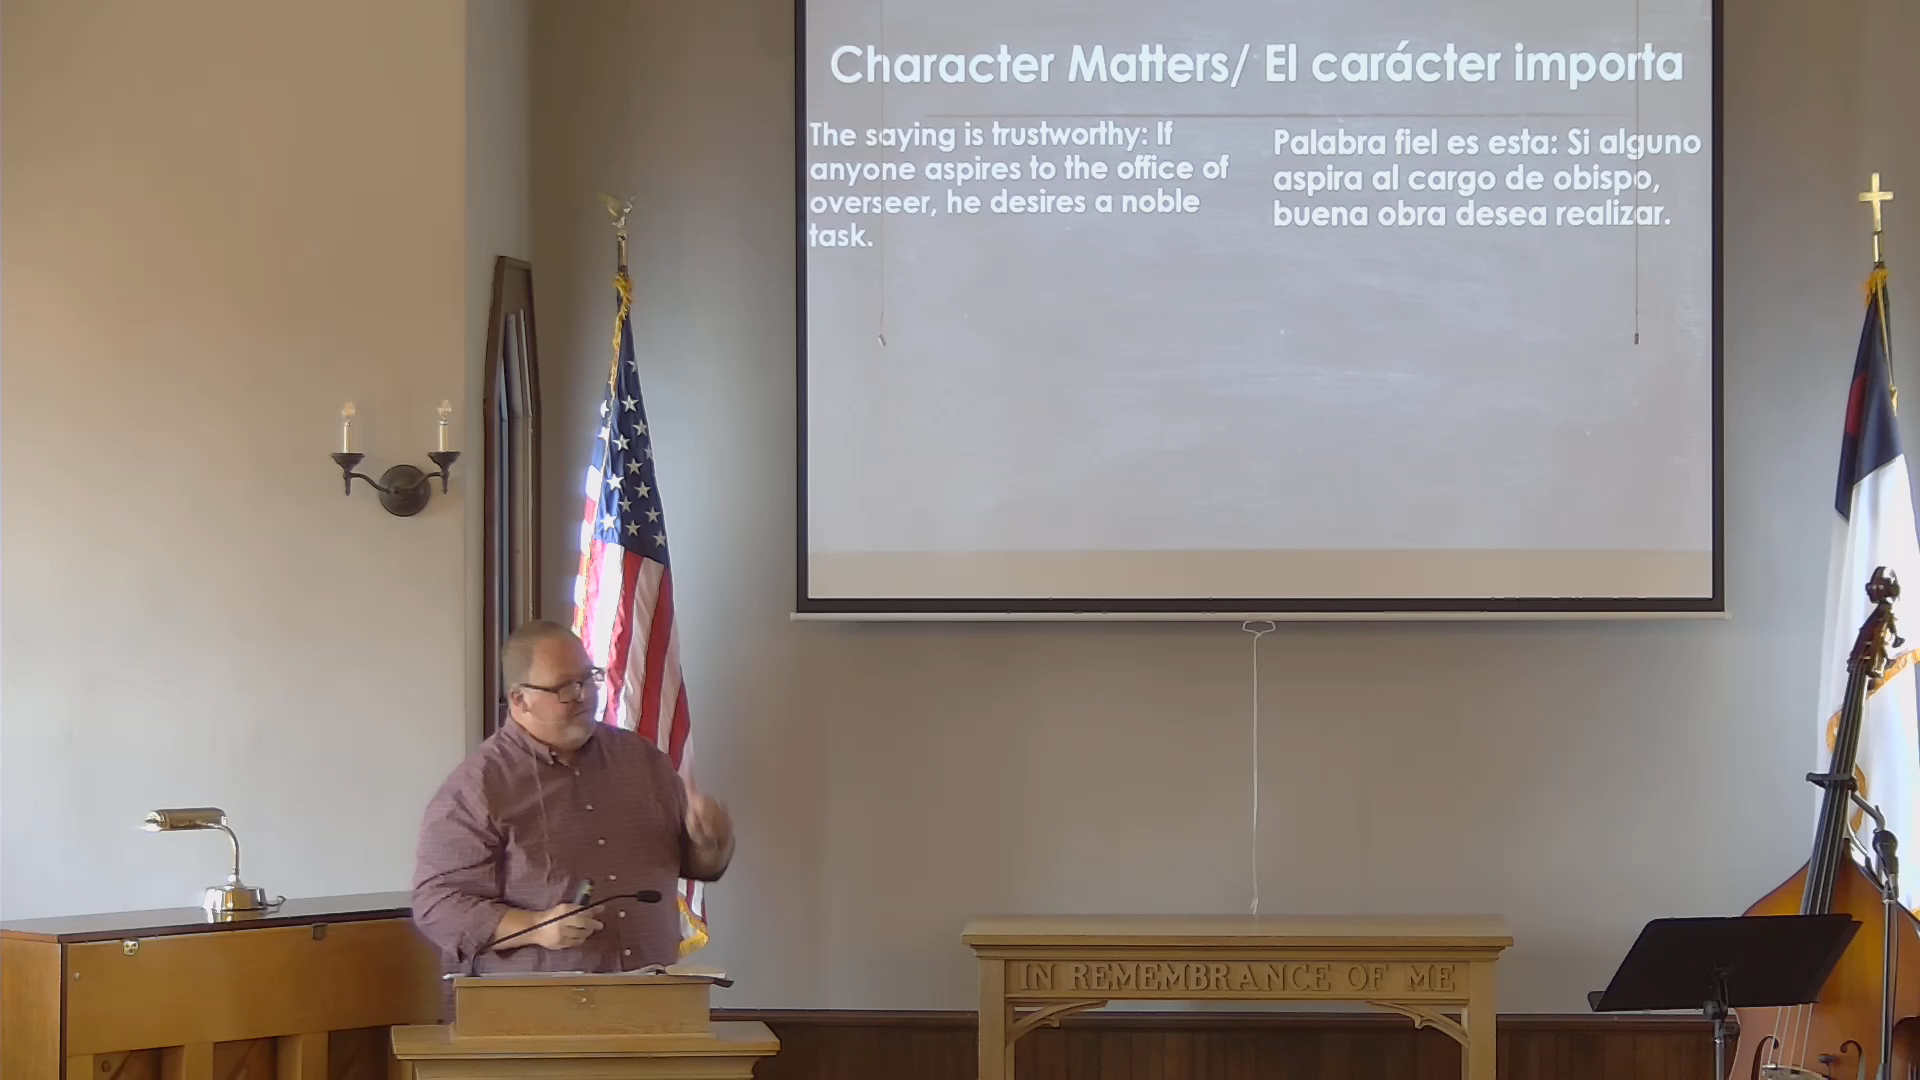 Character Matters/ El carácter importa
The saying is trustworthy: If
anyone aspires to the office of
overseer, he desires a noble
task.
Palabra fiel es esta: Si alguno
aspira al cargo de obispo,
buena obra desea realizar.
IN REMEMBRANCE OF ME